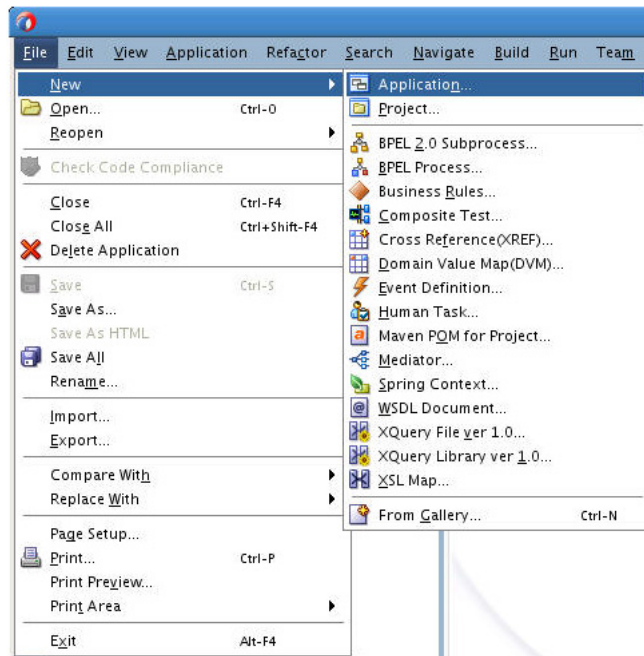 File Edit View Application Refactor Search Navigate Build Run Team
New
Open... Ctrl-O
Reopen
Check Code Compliance
Close Ctrl-F4
Close All Ctrl+Shift-F4
Delete Application
Save Ctrl-S
Save As...
Save As HTML
Save All
Rename...
Import...
Export...
Compare With
Replace With
Page Setup...
Print... Ctrl-P
Print Preview...
Print Area
Exit Alt-F4
Application...
Project...
BPEL 2.0 Subprocess...
BPEL Process...
Business Rules...
Composite Test...
Cross Reference(XREF)...
Domain Value Map(DVM)...
Event Definition...
Human Task...
Maven POM for Project...
Mediator...
Spring Context...
WSDL Document...
XQuery File ver 1.0...
XQuery Library ver 1.0...
XSL Map...
From Gallery... Ctrl-N